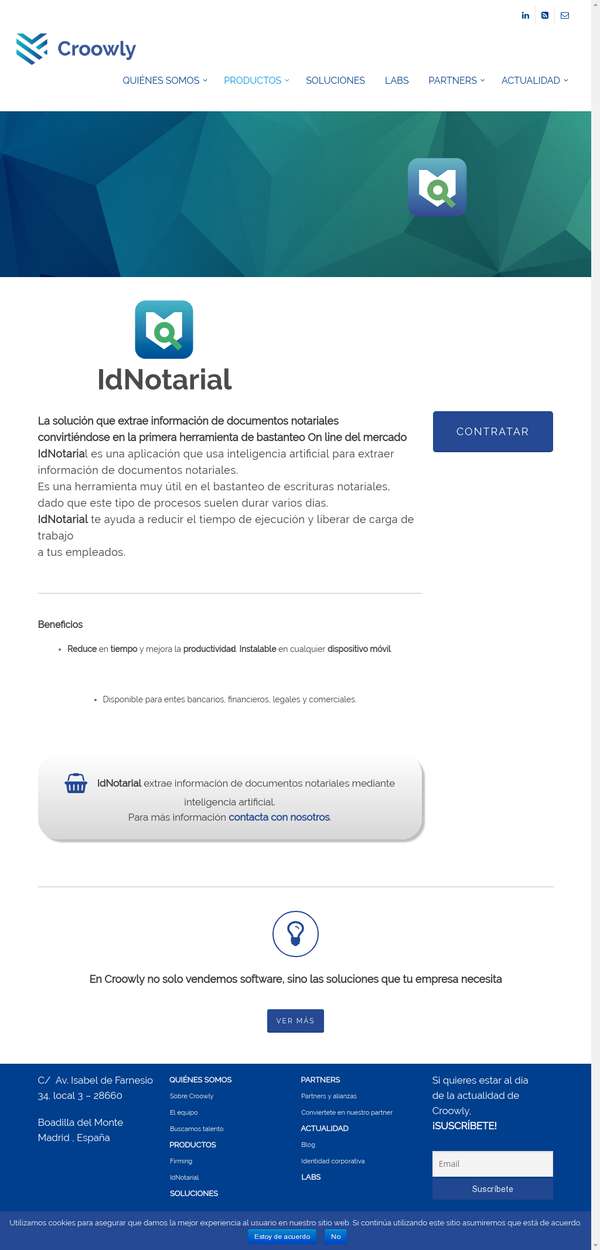 Croowly
QUIÉNES SOMOS
PRODUCTOS
SOLUCIONES
LABS
PARTNERS
ACTUALIDAD
IdNotarial
La solución que extrae información de documentos notariales
convirtiéndose en la primera herramienta de bastanteo On line del mercado
IdNotarial es una aplicación que usa inteligencia artificial para extraer
información de documentos notariales.
Es una herramienta muy útil en el bastanteo de escrituras notariales,
dado que este tipo de procesos suelen durar varios días.
IdNotarial te ayuda a reducir el tiempo de ejecución y liberar de carga de
trabajo
a tus empleados.
CONTRATAR
Beneficios
Reduce en tiempo y mejora la productividad. Instalable en cualquier dispositivo móvil.
Disponible para entes bancarios, financieros, legales y comerciales.
IdNotarial extrae información de documentos notariales mediante
inteligencia artificial.
Para más información contacta con nosotros.
En Croowly no solo vendemos software, sino las soluciones que tu empresa necesita
VER MÁS
C/ Av. Isabel de Farnesio
34, local 3 – 28660
Boadilla del Monte
Madrid , España
QUIÉNES SOMOS
Sobre Croowly
El equipo
Buscamos talento
PRODUCTOS
Firming
IdNotarial
SOLUCIONES
PARTNERS
Partners y alianzas
Conviertete en nuestro partner
ACTUALIDAD
Blog
Identidad corporativa
LABS
Si quieres estar al día
de la actualidad de
Croowly,
¡SUSCRÍBETE!
Email
Suscríbete
Utilizamos cookies para asegurar que damos la mejor experiencia al usuario en nuestro sitio web. Si continúa utilizando este sitio asumiremos que está de acuerdo.
Estoy de acuerdo
No